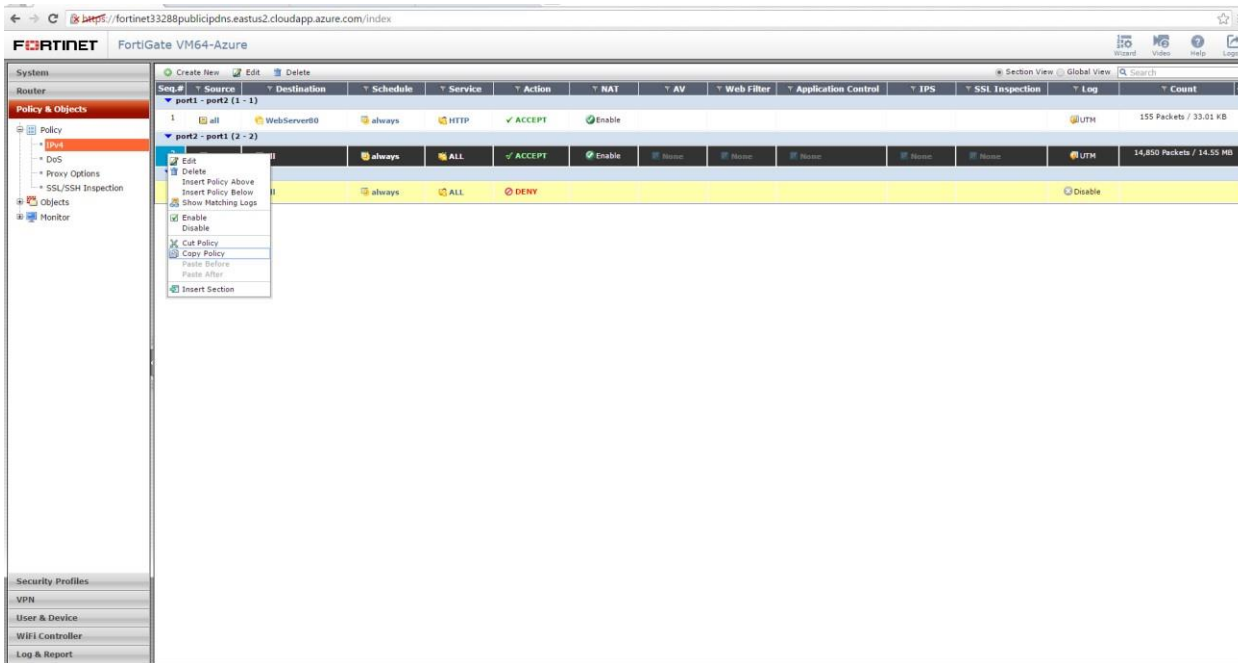 https://fortinet33288publicipdns.eastus2.cloudapp.azure.com/index
FORTINET FortiGate VM64-Azure
Wizard Video Help
System
Router
Policy & Objects
Policy
IPv4
DoS
Proxy Options
SSL/SSH Inspection
Objects
Monitor
Security Profiles
VPN
User & Device
WiFi Controller
Log & Report
Create New Edit Delete Section View Global View Search
Seq.# Source Destination Schedule Service Action NAT AV Web Filter Application Control IPS SSL Inspection Log Count
port1 - port2 (1 - 1)
1 all WebServer80 always HTTP ACCEPT Enable UTM 155 Packets / 33.01 KB
port2 - port1 (2 - 2)
always ALL ACCEPT Enable None None None None None UTM 14,850 Packets / 14.55 MB
always ALL DENY Disable
Edit
Delete
Insert Policy Above
Insert Policy Below
Show Matching Logs
Enable
Disable
Cut Policy
Copy Policy
Paste Before
Paste After
Insert Section